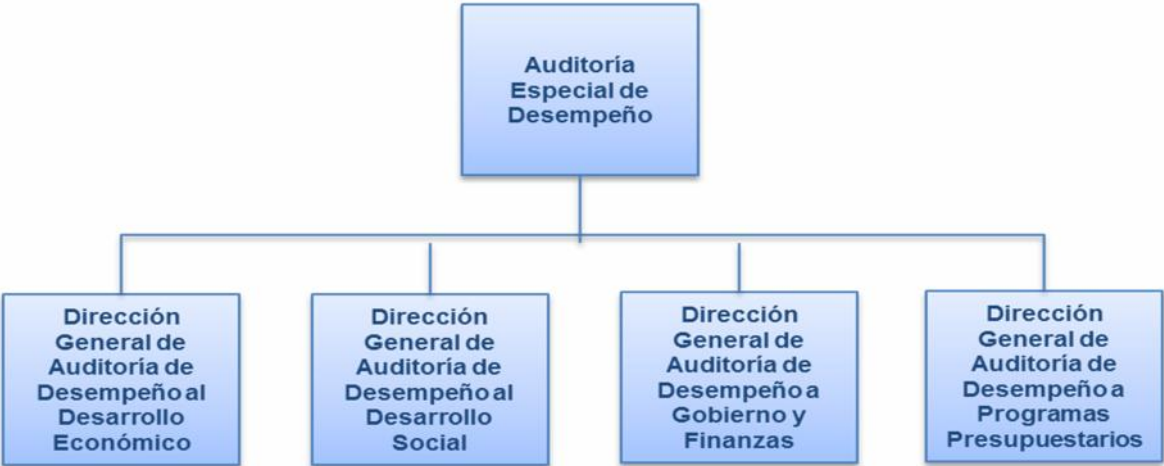 Auditoría
Especial de
Desempeño
Dirección
General de
Auditoría de
Desempeño al
Desarrollo
Económico
Dirección
General de
Auditoría de
Desempeño al
Desarrollo
Social
Dirección
General de
Auditoría de
Desempeño a
Gobierno y
Finanzas
Dirección
General de
Auditoría de
Desempeño a
Programas
Presupuestarios